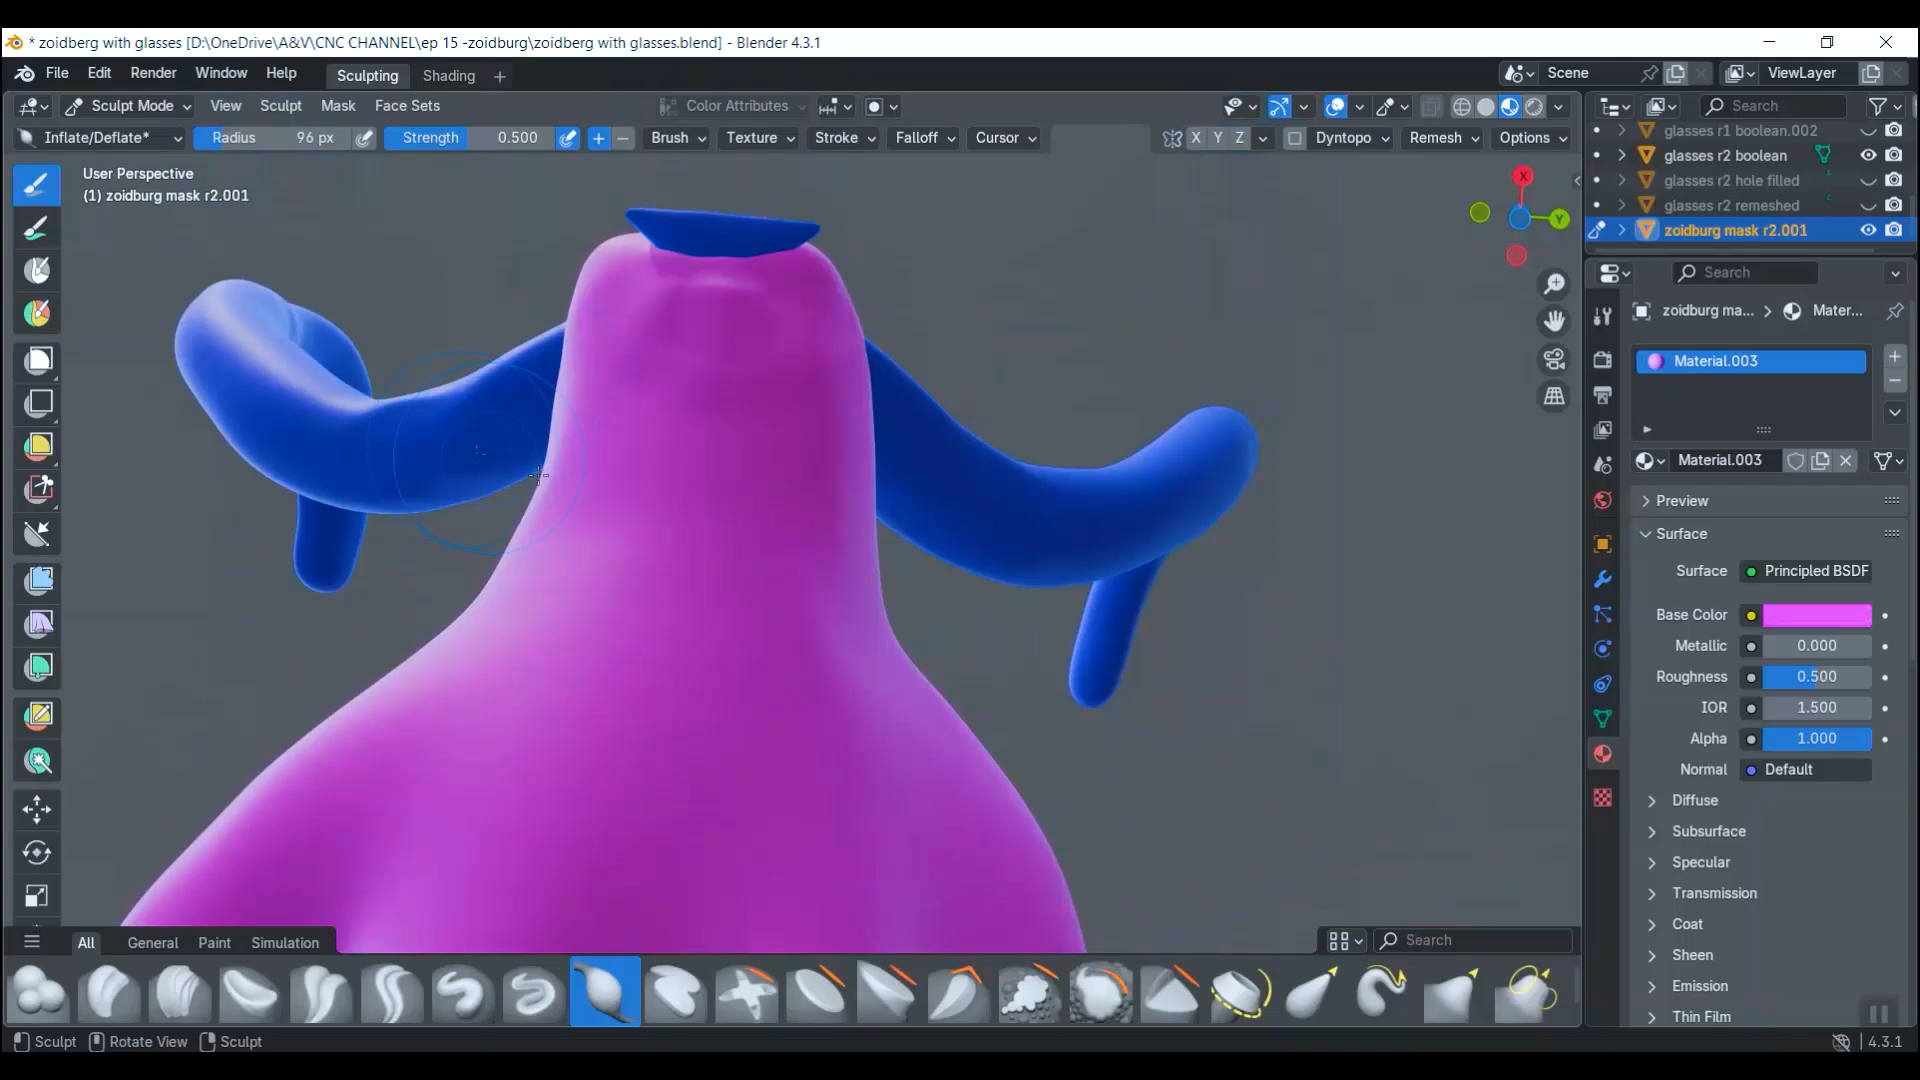 * zoidberg with glasses [D:\OneDrive\A&V\CNC CHANNEL\ep 15 -zoidburg\zoidberg with glasses.blend] - Blender 4.3.1
File Edit Render Window Help Sculpting Shading + Scene ViewLayer
Sculpt Mode View Sculpt Mask Face Sets Color Attributes Search
Inflate/Deflate* Radius 96 px Strength 0.500 Brush Texture Stroke Falloff Cursor X Y Z Dyntopo Remesh Options
User Perspective
(1) zoidburg mask r2.001
X
Y
glasses r1 boolean.002
glasses r2 boolean
glasses r2 hole filled
glasses r2 remeshed
zoidburg mask r2.001
Search
zoidburg ma... Mater...
Material.003
Material.003
Preview
Surface
Surface Principled BSDF
Base Color
Metallic 0.000
Roughness 0.500
IOR 1.500
Alpha 1.000
Normal Default
Diffuse
Subsurface
Specular
Transmission
Coat
Sheen
Emission
Thin Film
All General Paint Simulation Search
Sculpt Rotate View Sculpt 4.3.1